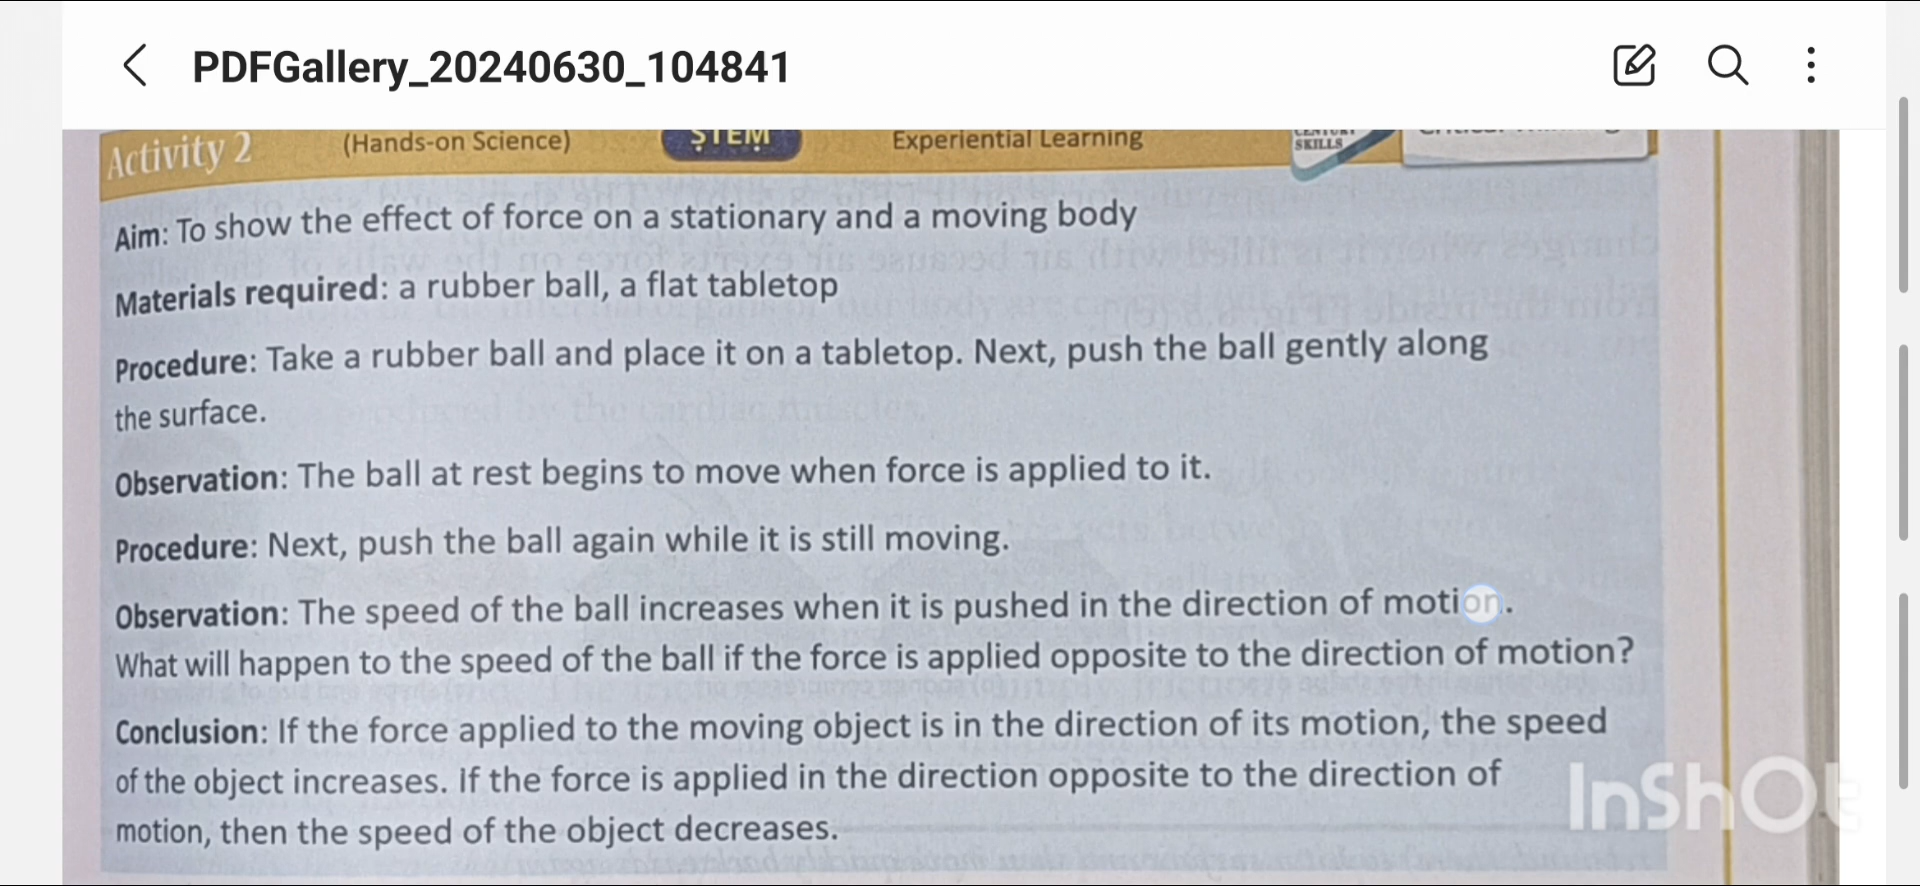 PDFGallery_20240630_104841
Activity 2 (Hands-on Science) STEM Experiential Learning SKILLS
Aim: To show the effect of force on a stationary and a moving body
Materials required: a rubber ball, a flat tabletop
Procedure: Take a rubber ball and place it on a tabletop. Next, push the ball gently along
the surface.
Observation: The ball at rest begins to move when force is applied to it.
Procedure: Next, push the ball again while it is still moving.
Observation: The speed of the ball increases when it is pushed in the direction of motion.
What will happen to the speed of the ball if the force is applied opposite to the direction of motion?
Conclusion: If the force applied to the moving object is in the direction of its motion, the speed
of the object increases. If the force is applied in the direction opposite to the direction of
motion, then the speed of the object decreases.
InShOt